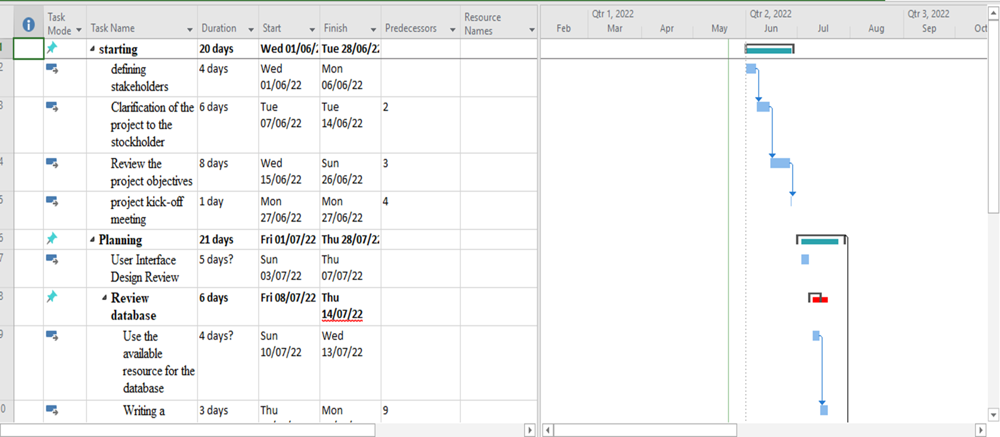 Task Mode
Task Name
Duration
Start
Finish
Predecessors
Resource Names
Qtr 1, 2022
Qtr 2, 2022
Qtr 3, 2022
Feb
Mar
Apr
May
Jun
Jul
Aug
Sep
Oct
1
starting
20 days
Wed 01/06/2
Tue 28/06/22
2
defining
stakeholders
4 days
Wed
01/06/22
Mon
06/06/22
3
Clarification of the
project to the
stockholder
6 days
Tue
07/06/22
Tue
14/06/22
2
4
Review the
project objectives
8 days
Wed
15/06/22
Sun
26/06/22
3
5
project kick-off
meeting
1 day
Mon
27/06/22
Mon
27/06/22
4
6
Planning
21 days
Fri 01/07/22
Thu 28/07/22
7
User Interface
Design Review
5 days?
Sun
03/07/22
Thu
07/07/22
8
Review
database
6 days
Fri 08/07/22
Thu
14/07/22
9
Use the
available
resource for the
database
4 days?
Sun
10/07/22
Wed
13/07/22
0
Writing a
3 days
Thu
Mon
9